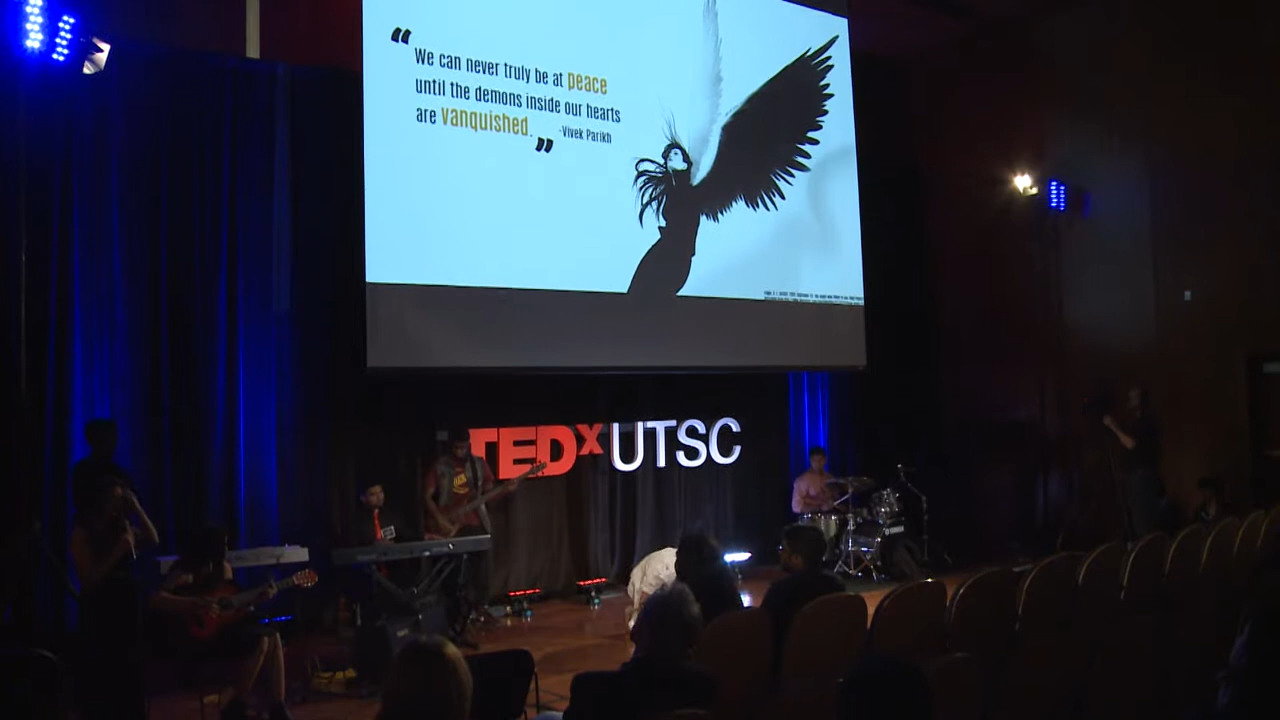 “ We can never truly be at peace
until the demons inside our hearts
are vanquished. ”
-Vivek Parikh
TEDx UTSC